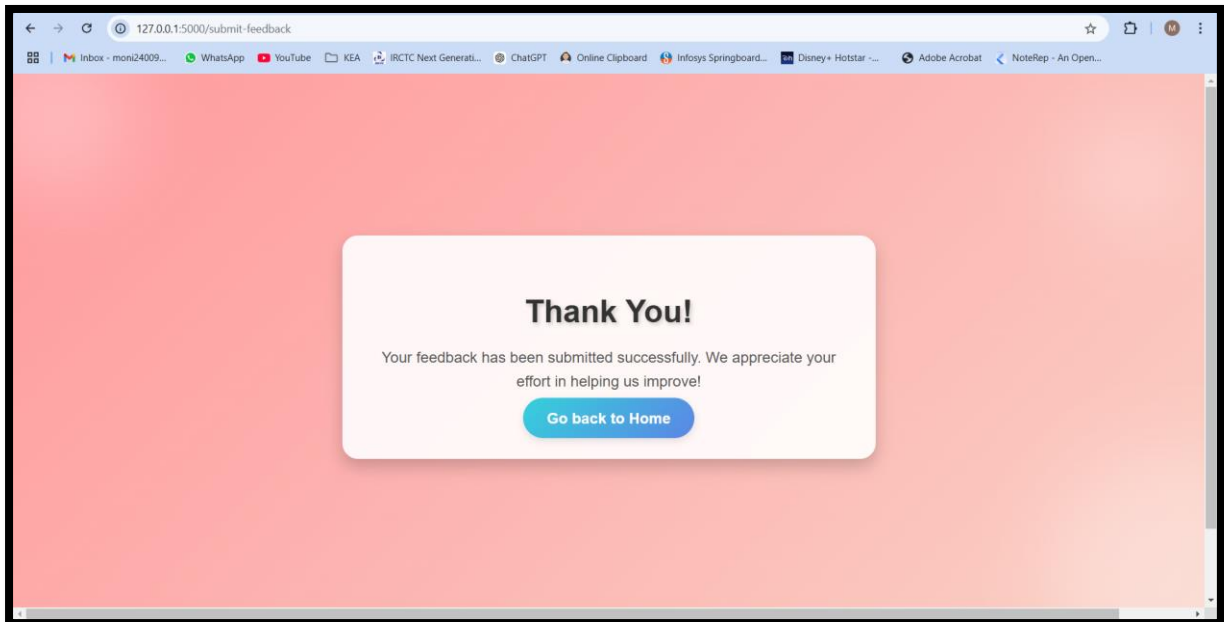 127.0.0.1:5000/submit-feedback
M
Inbox - moni24009... WhatsApp YouTube KEA IRCTC Next Generati... ChatGPT Online Clipboard Infosys Springboard... Disney+ Hotstar -... Adobe Acrobat NoteRep - An Open...
Thank You!
Your feedback has been submitted successfully. We appreciate your
effort in helping us improve!
Go back to Home